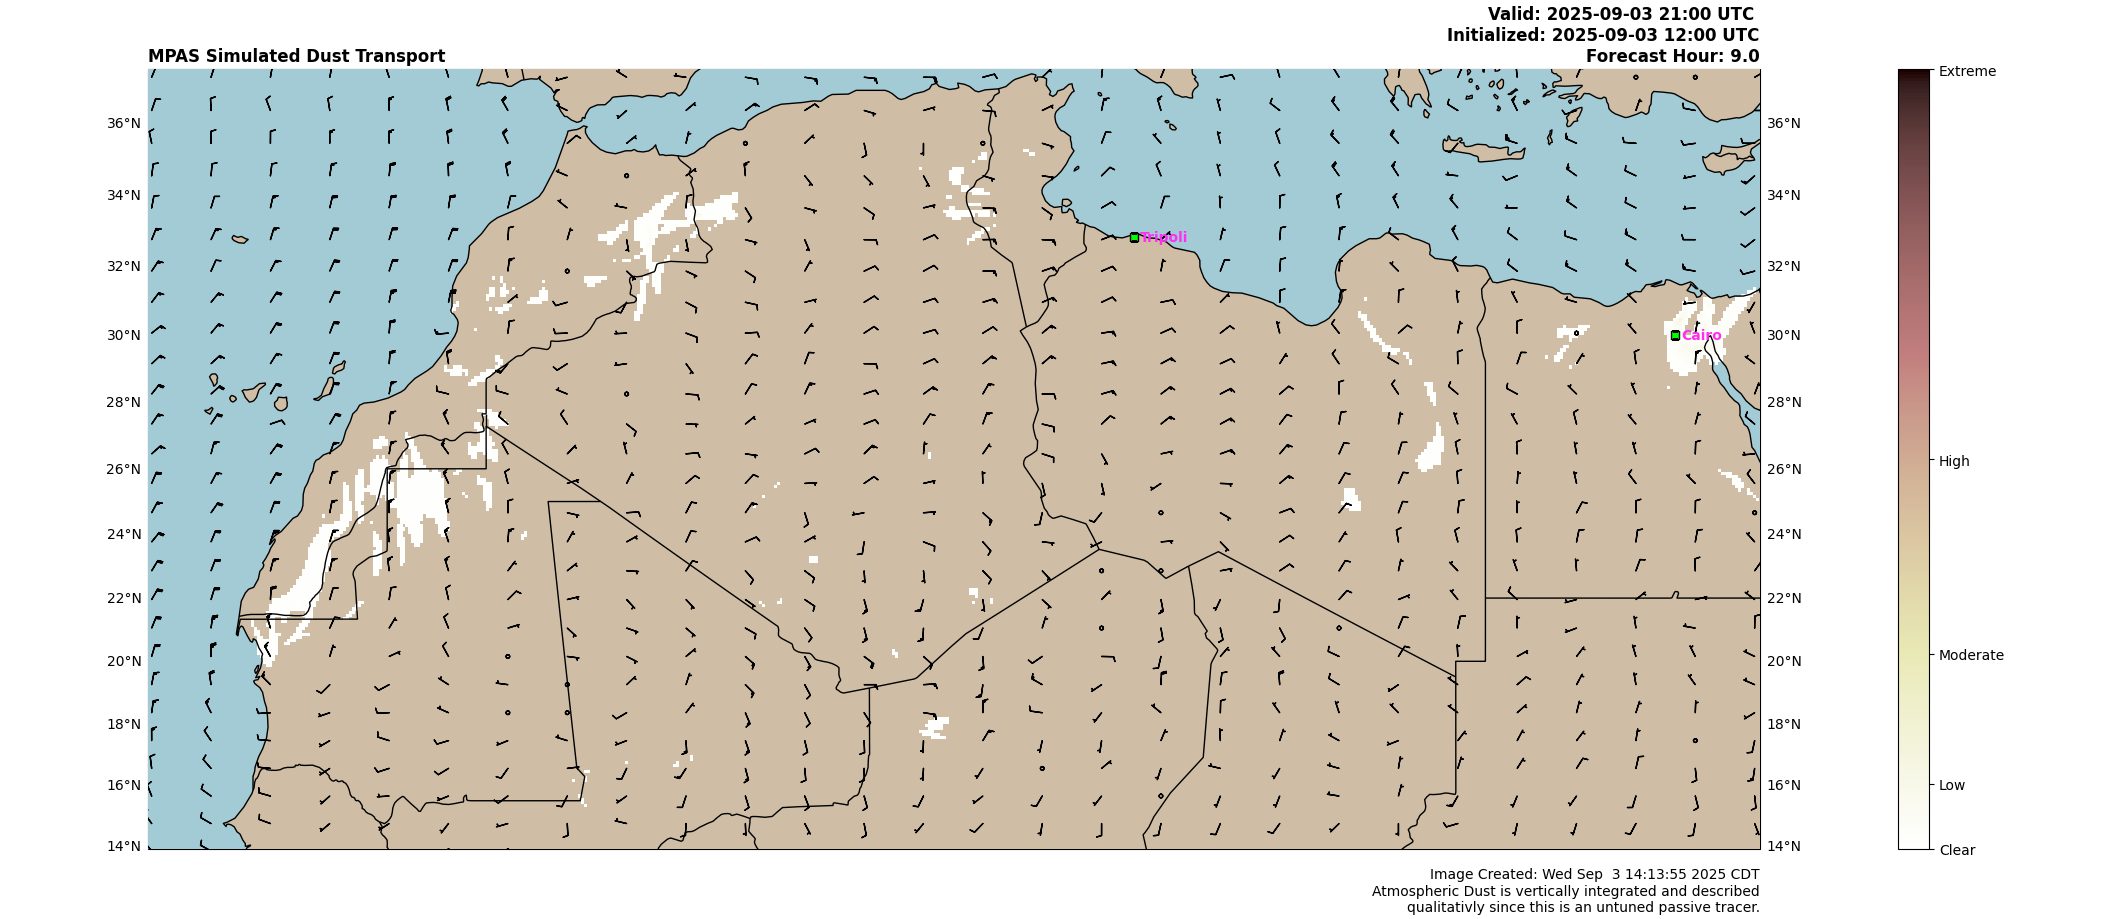 Valid: 2025-09-03 21:00 UTC
Initialized: 2025-09-03 12:00 UTC
MPAS Simulated Dust Transport
Forecast Hour: 9.0
Extreme
36°N
36°N
34°N
34°N
Tripoli
32°N
32°N
30°N
Cairo
30°N
28°N
28°N
26°N
26°N
High
24°N
24°N
22°N
22°N
20°N
20°N
Moderate
18°N
18°N
16°N
16°N
Low
14°N
14°N
Clear
Image Created: Wed Sep  3 14:13:55 2025 CDT
Atmospheric Dust is vertically integrated and described
qualitativly since this is an untuned passive tracer.